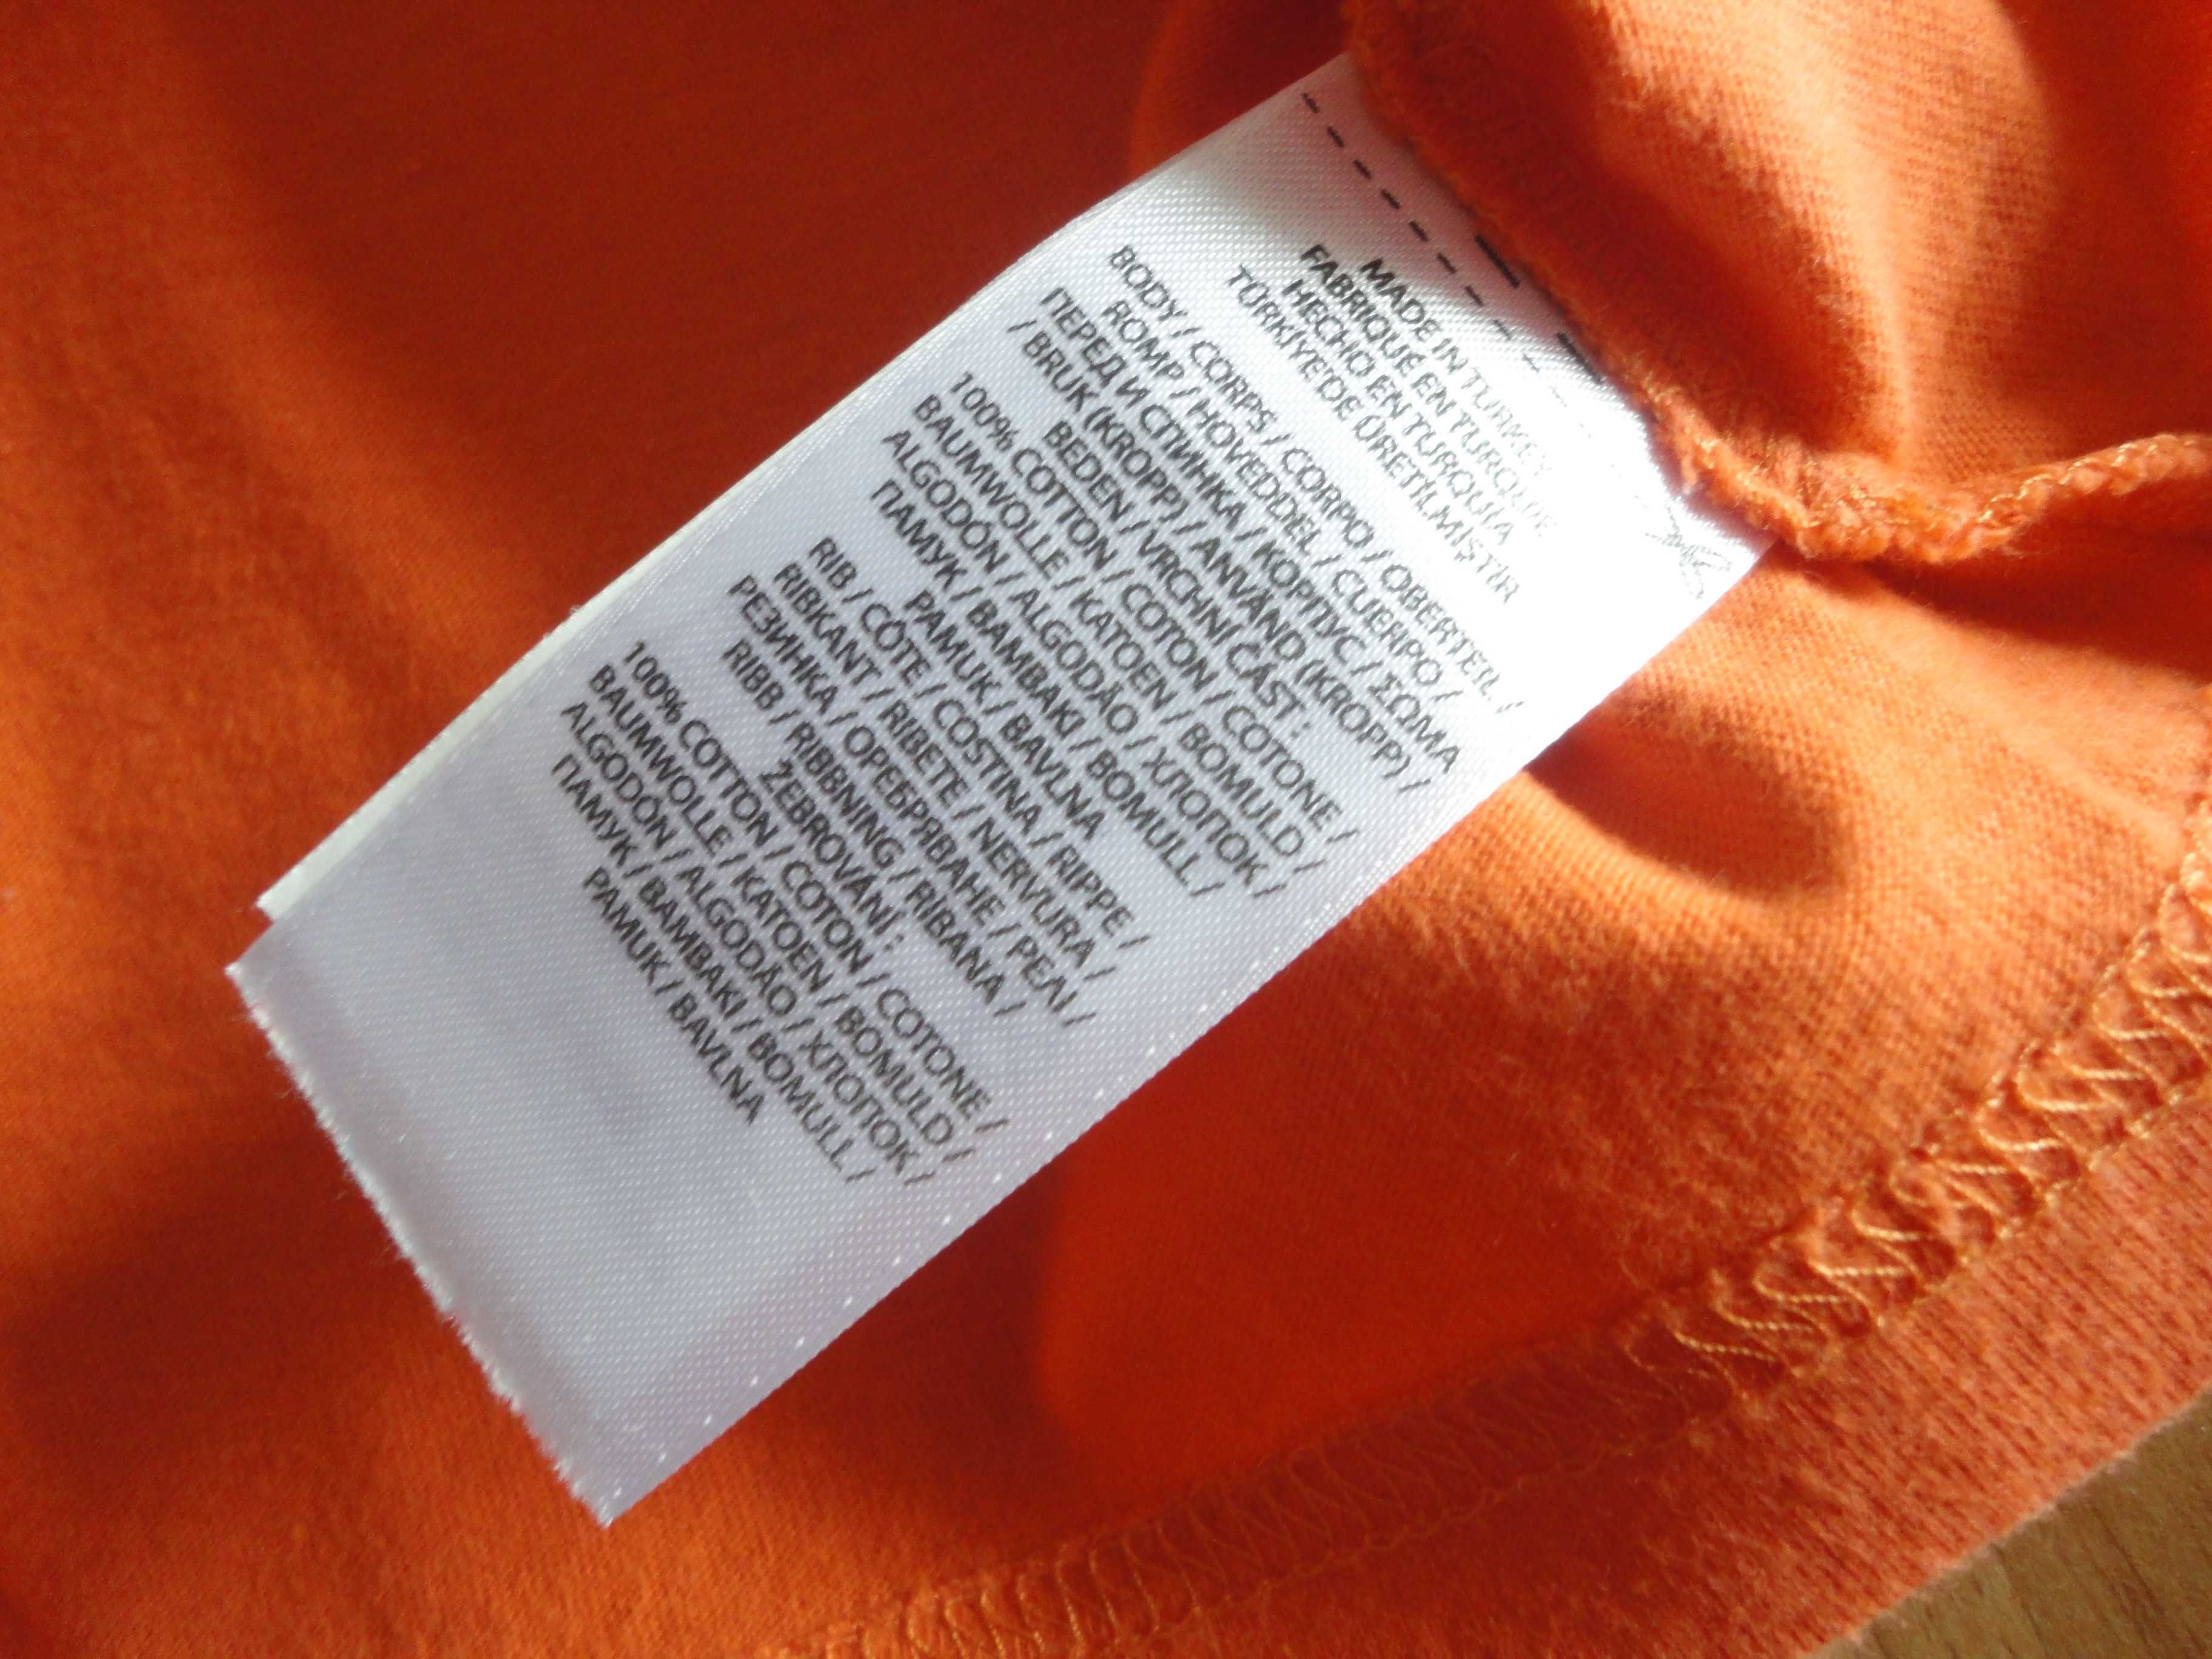 MADE IN TURKEY
FABRIQUÉ EN TURQUIE
HECHO EN TURQUÍA
TÜRKİYE'DE ÜRETİLMİŞTİR
BODY / CORPS / CORPO / OBERTEIL /
ROMP / HOVEDDEL / CUERPO /
ПЕРЕД И СПИНКА / КОРПУС / ΣΩΜΑ
/ BRUK (KROPP) / ANVÄND (KROPP) /
BEDEN / VRCHNÍ ČÁST :
100% COTTON / COTON / COTONE /
BAUMWOLLE / KATOEN / BOMULD /
ALGODÓN / ALGODÃO / ХЛОПОК /
ПАМУК / BAMBAKI / BOMULL /
PAMUK / BAVLNA
RIB / CÔTE / COSTINA / RIPPE /
RIBKANT / RIBETE / NERVURA /
РЕЗИНКА / ОРЕБРЯВАНЕ / ΡΕΛΙ /
RIBB / RIBBNING / RIBANA /
ŽEBROVÁNÍ :
100% COTTON / COTON / COTONE /
BAUMWOLLE / KATOEN / BOMULD /
ALGODÓN / ALGODÃO / ХЛОПОК /
ПАМУК / BAMBAKI / BOMULL /
PAMUK / BAVLNA